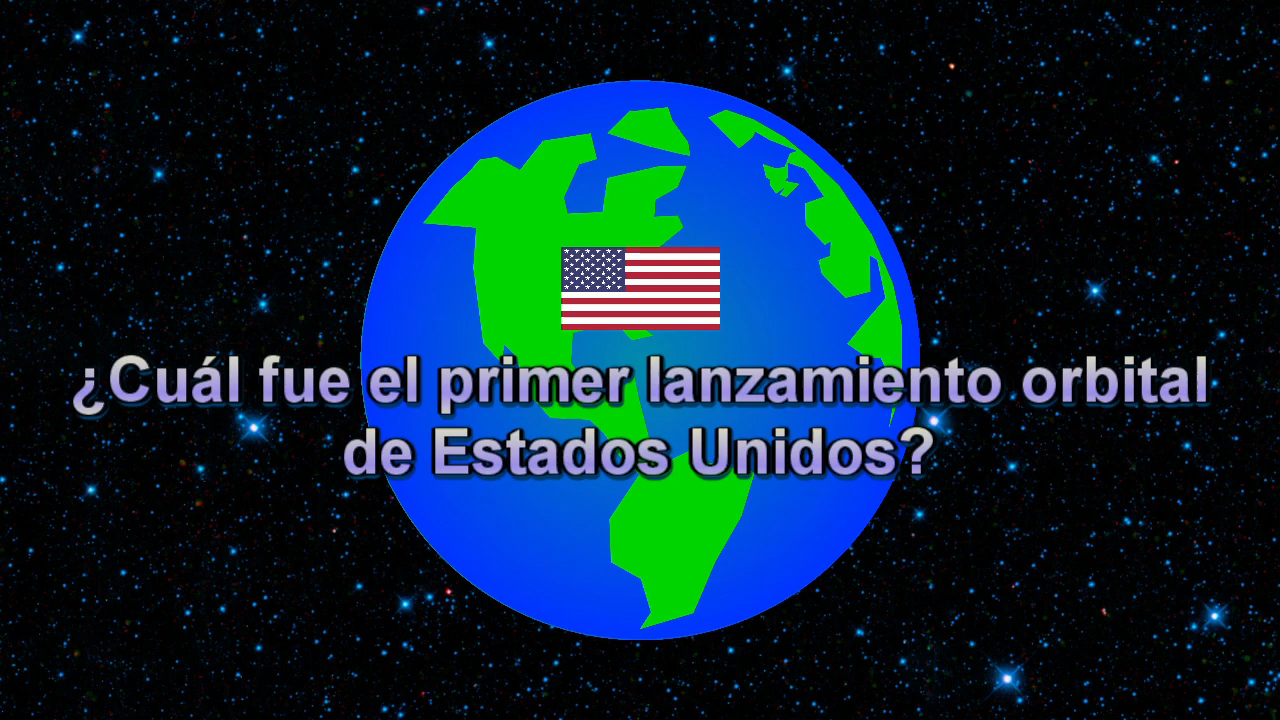 ¿Cuál fue el primer lanzamiento orbital
de Estados Unidos?